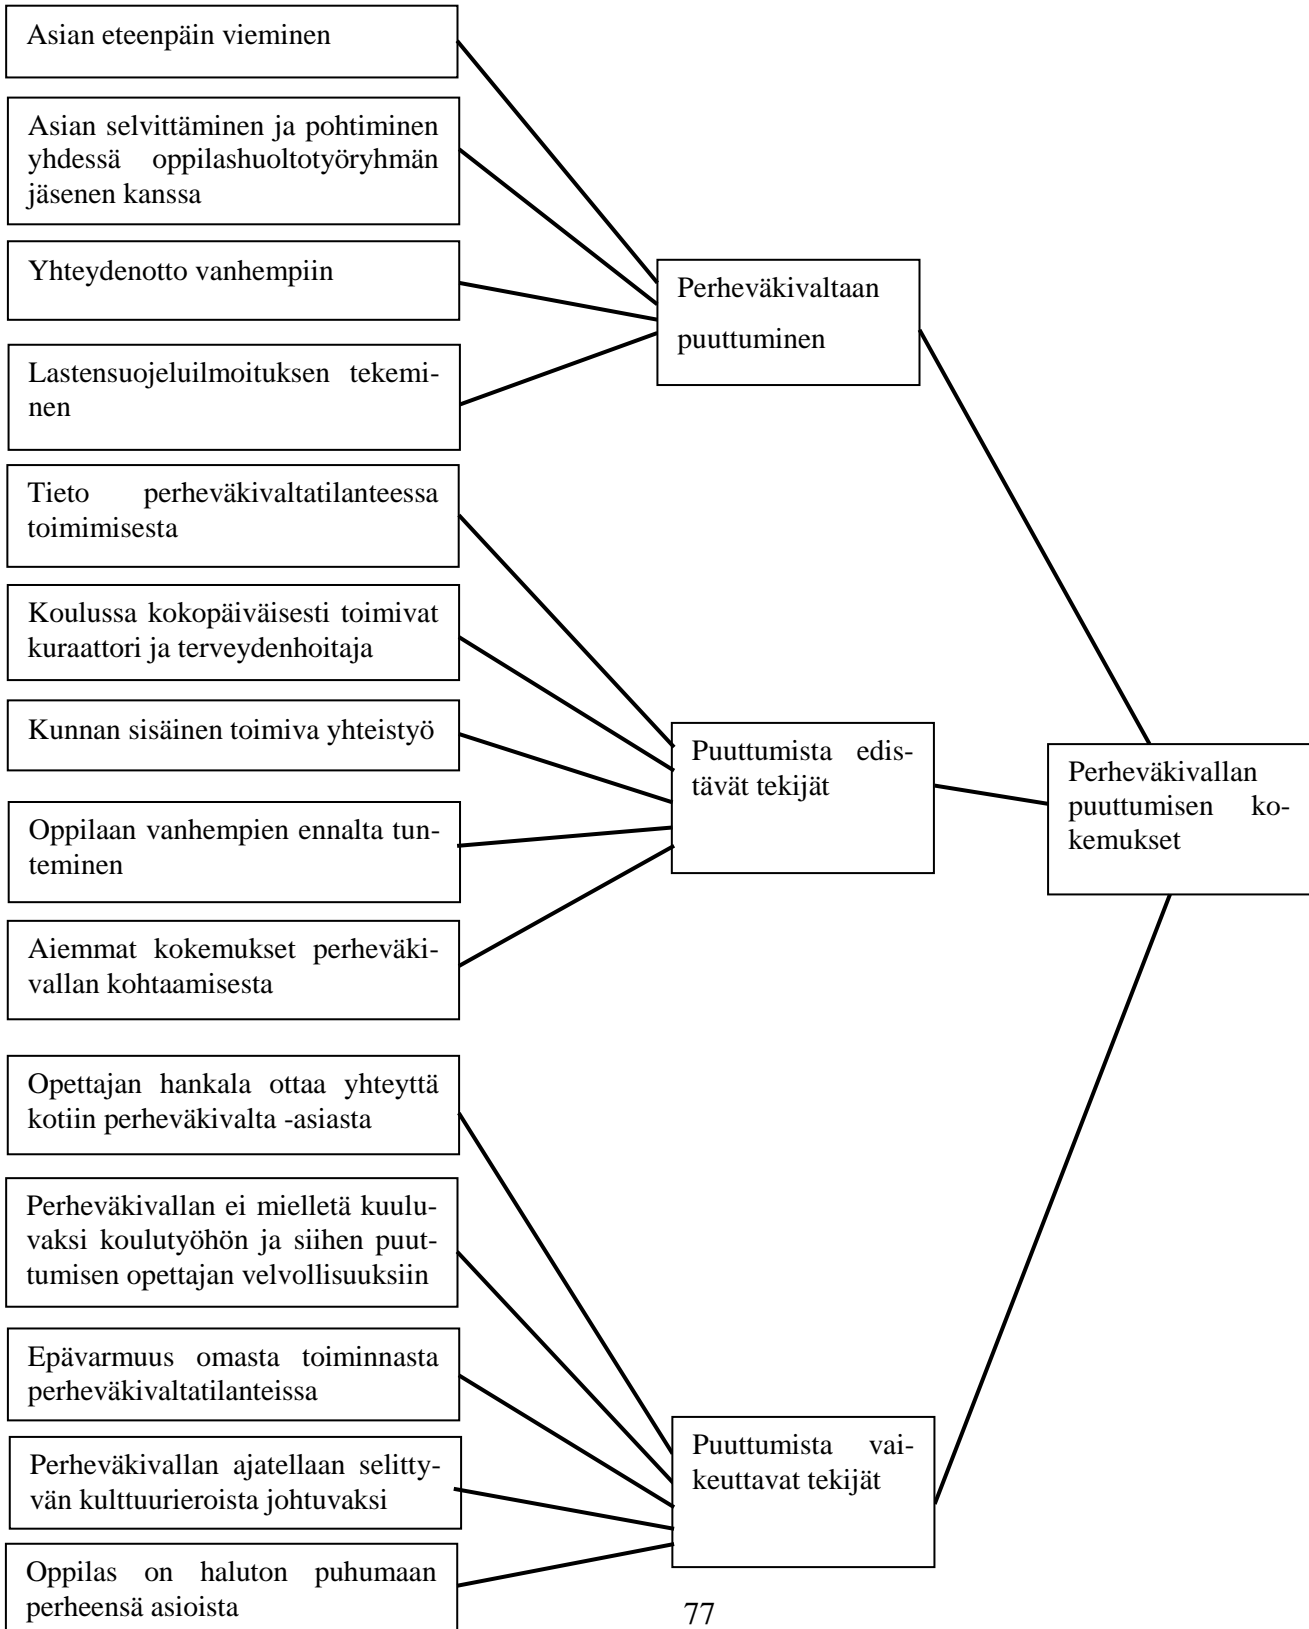 Asian eteenpäin vieminen
Asian selvittäminen ja pohtiminen
yhdessä oppilashuoltotyöryhmän
jäsenen kanssa
Yhteydenotto vanhempiin
Lastensuojeluilmoituksen tekemi-
nen
Perheväkivaltaan
puuttuminen
Tieto perheväkivaltatilanteessa
toimimisesta
Koulussa kokopäiväisesti toimivat
kuraattori ja terveydenhoitaja
Kunnan sisäinen toimiva yhteistyö
Oppilaan vanhempien ennalta tun-
teminen
Aiemmat kokemukset perheväki-
vallan kohtaamisesta
Puuttumista edis-
tävät tekijät
Perheväkivallan
puuttumisen ko-
kemukset
Opettajan hankala ottaa yhteyttä
kotiin perheväkivalta -asiasta
Perheväkivallan ei mielletä kuulu-
vaksi koulutyöhön ja siihen puut-
tumisen opettajan velvollisuuksiin
Epävarmuus omasta toiminnasta
perheväkivaltatilanteissa
Perheväkivallan ajatellaan selitty-
vän kulttuurieroista johtuvaksi
Oppilas on haluton puhumaan
perheensä asioista
Puuttumista vai-
keuttavat tekijät
77